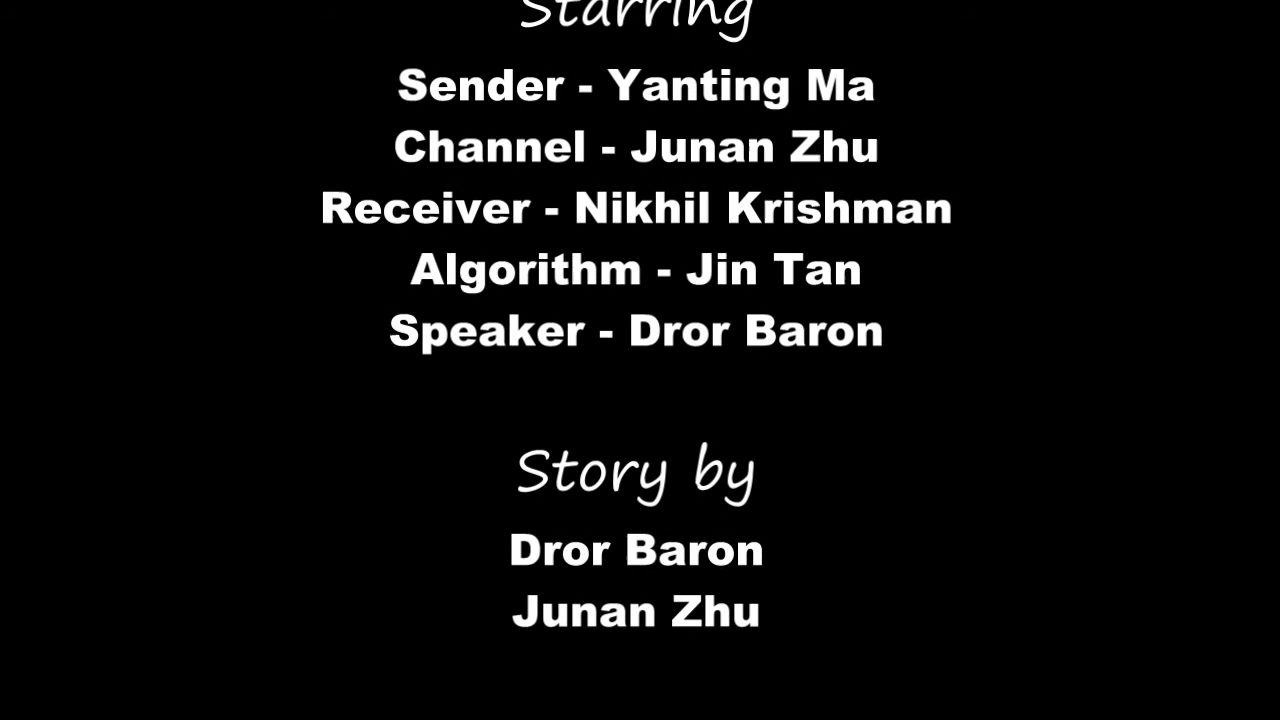 Starring
Sender - Yanting Ma
Channel - Junan Zhu
Receiver - Nikhil Krishman
Algorithm - Jin Tan
Speaker - Dror Baron
Story by
Dror Baron
Junan Zhu